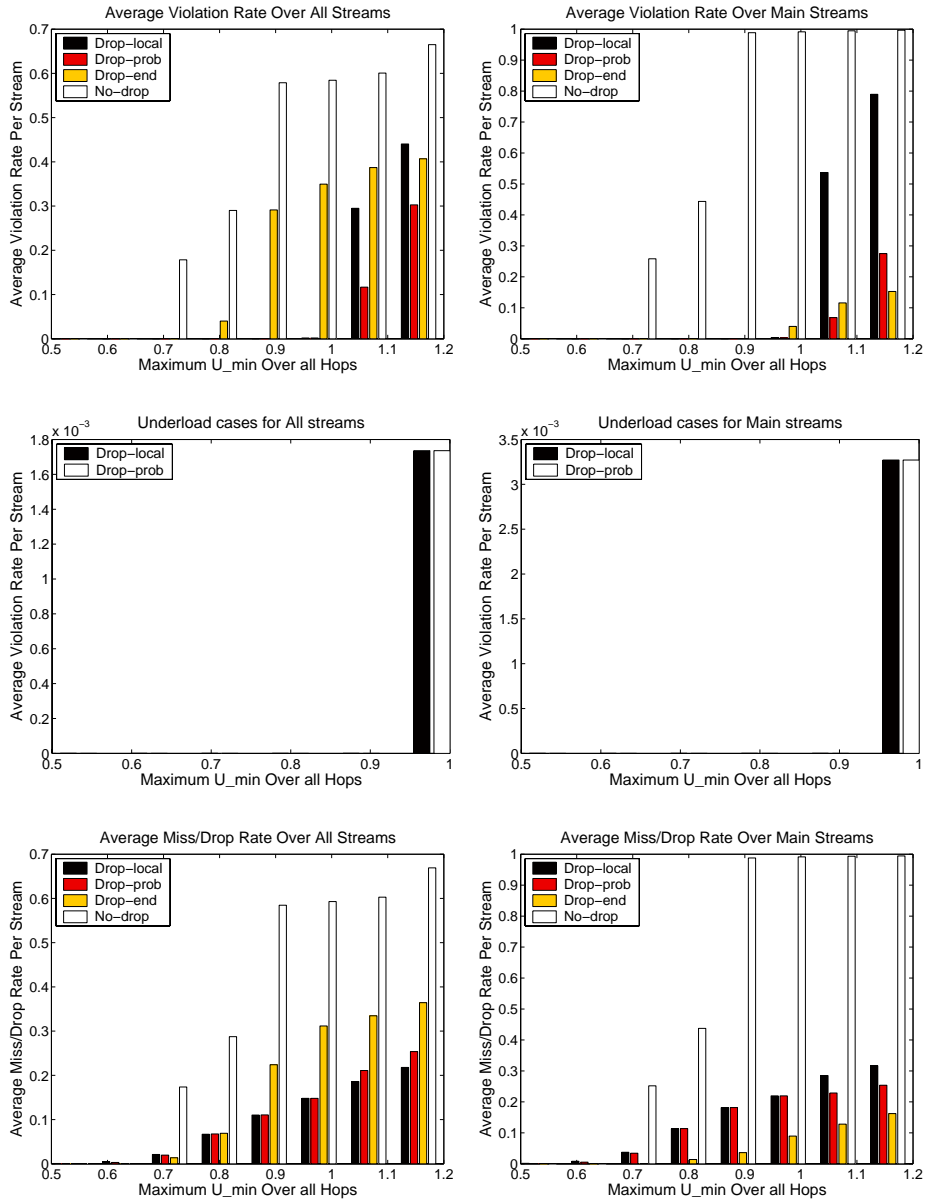 Average Violation Rate Over All Streams
Average Violation Rate Per Stream
0.7
0.6
0.5
0.4
0.3
0.2
0.1
0
Drop-local
Drop-prob
Drop-end
No-drop
0.5 0.6 0.7 0.8 0.9 1 1.1 1.2
Maximum U_min Over all Hops
Average Violation Rate Over Main Streams
Average Violation Rate Per Stream
1
0.9
0.8
0.7
0.6
0.5
0.4
0.3
0.2
0.1
0
Drop-local
Drop-prob
Drop-end
No-drop
0.5 0.6 0.7 0.8 0.9 1 1.1 1.2
Maximum U_min Over all Hops
Underload cases for All streams
x 10⁻³
Average Violation Rate Per Stream
1.8
1.6
1.4
1.2
1
0.8
0.6
0.4
0.2
0
Drop-local
Drop-prob
0.5 0.6 0.7 0.8 0.9 1
Maximum U_min Over all Hops
Underload cases for Main streams
x 10⁻³
Average Violation Rate Per Stream
3.5
3
2.5
2
1.5
1
0.5
0
Drop-local
Drop-prob
0.5 0.6 0.7 0.8 0.9 1
Maximum U_min Over all Hops
Average Miss/Drop Rate Over All Streams
Average Miss/Drop Rate Per Stream
0.7
0.6
0.5
0.4
0.3
0.2
0.1
0
Drop-local
Drop-prob
Drop-end
No-drop
0.5 0.6 0.7 0.8 0.9 1 1.1 1.2
Maximum U_min Over all Hops
Average Miss/Drop Rate Over Main Streams
Average Miss/Drop Rate Per Stream
1
0.9
0.8
0.7
0.6
0.5
0.4
0.3
0.2
0.1
0
Drop-local
Drop-prob
Drop-end
No-drop
0.5 0.6 0.7 0.8 0.9 1 1.1 1.2
Maximum U_min Over all Hops